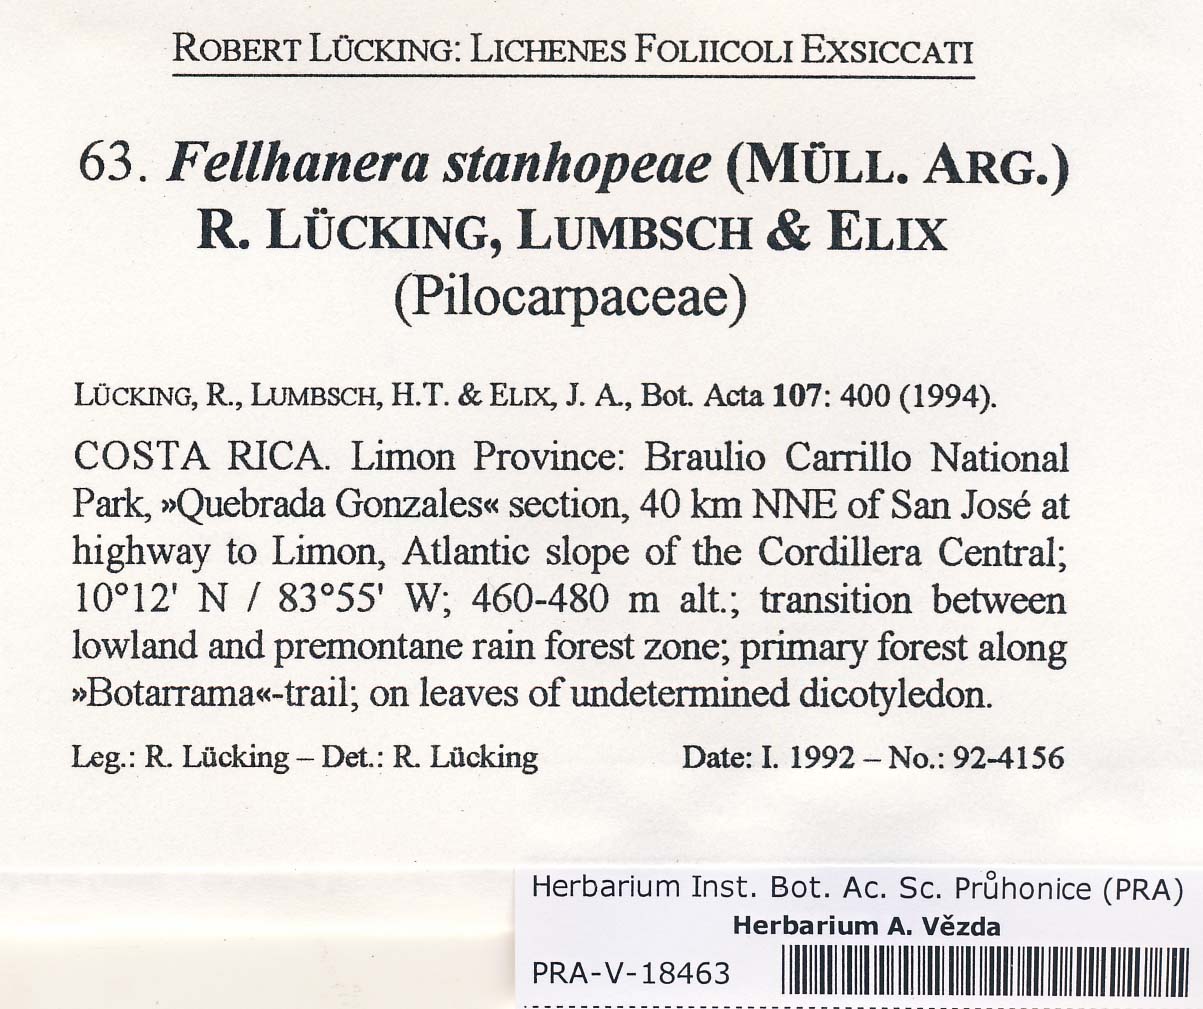 ROBERT LÜCKING: LICHENES FOLIICOLI EXSICCATI
63. Fellhanera stanhopeae (MÜLL. ARG.)
R. LÜCKING, LUMBSCH & ELIX
(Pilocarpaceae)
LÜCKING, R., LUMBSCH, H.T. & ELIX, J. A., Bot. Acta 107: 400 (1994).
COSTA RICA. Limon Province: Braulio Carrillo National
Park, »Quebrada Gonzales« section, 40 km NNE of San José at
highway to Limon, Atlantic slope of the Cordillera Central;
10°12' N / 83°55' W; 460-480 m alt.; transition between
lowland and premontane rain forest zone; primary forest along
»Botarrama«-trail; on leaves of undetermined dicotyledon.
Leg.: R. Lücking – Det.: R. Lücking Date: I. 1992 – No.: 92-4156
Herbarium Inst. Bot. Ac. Sc. Průhonice (PRA)
Herbarium A. Vězda
PRA-V-18463